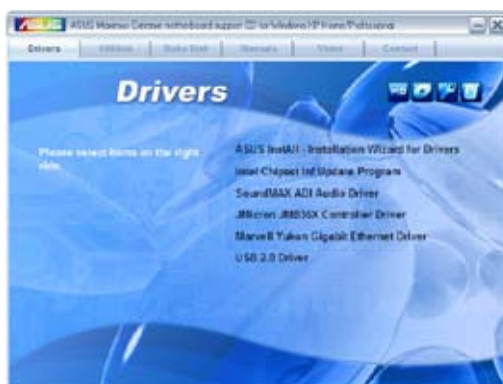 ASUS Maximus Extreme motherboard support CD for Windows XP Home/Professional
Drivers Utilities Make Disk Manuals Video Contact
Drivers
Please select items on the right
side.
ASUS InstAll - Installation Wizard for Drivers
Intel Chipset Inf Update Program
SoundMAX ADI Audio Driver
JMicron JMB36X Controller Driver
Marvell Yukon Gigabit Ethernet Driver
USB 2.0 Driver